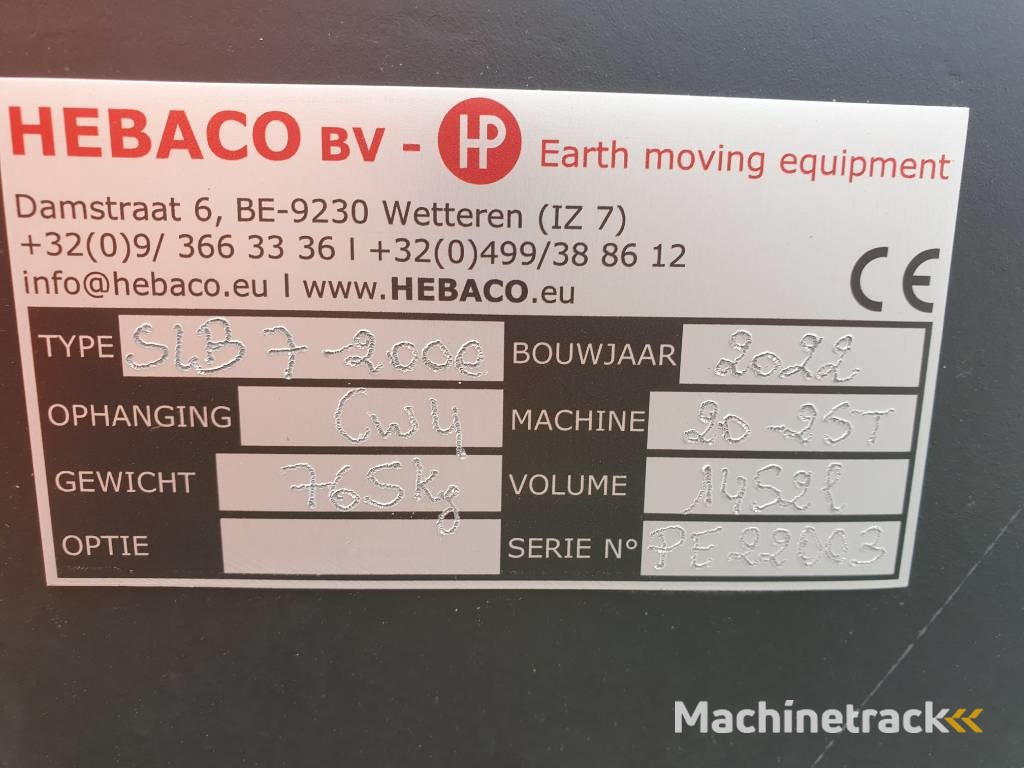 HEBACO BV - HP Earth moving equipment
Damstraat 6, BE-9230 Wetteren (IZ 7)
+32(0)9/ 366 33 36 l +32(0)499/38 86 12
info@hebaco.eu l www.HEBACO.eu
CE
TYPE SLB 7-2000 BOUWJAAR 2022
OPHANGING CW4 MACHINE 20-25T
GEWICHT 765kg VOLUME 1452l
OPTIE SERIE N° PE22003
Machinetrack